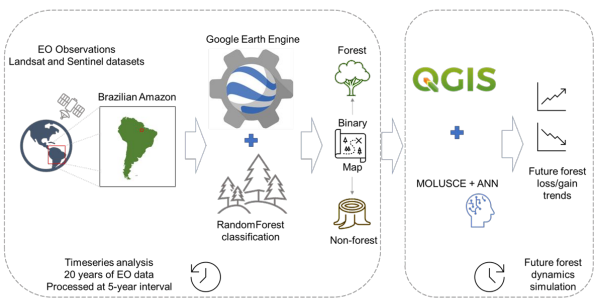 EO Observations
Landsat and Sentinel datasets
Brazilian Amazon
Google Earth Engine
RandomForest
classification
Forest
Binary
Map
Non-forest
Timeseries analysis
20 years of EO data
Processed at 5-year interval
QGIS
MOLUSCE + ANN
Future forest
loss/gain
trends
Future forest
dynamics
simulation